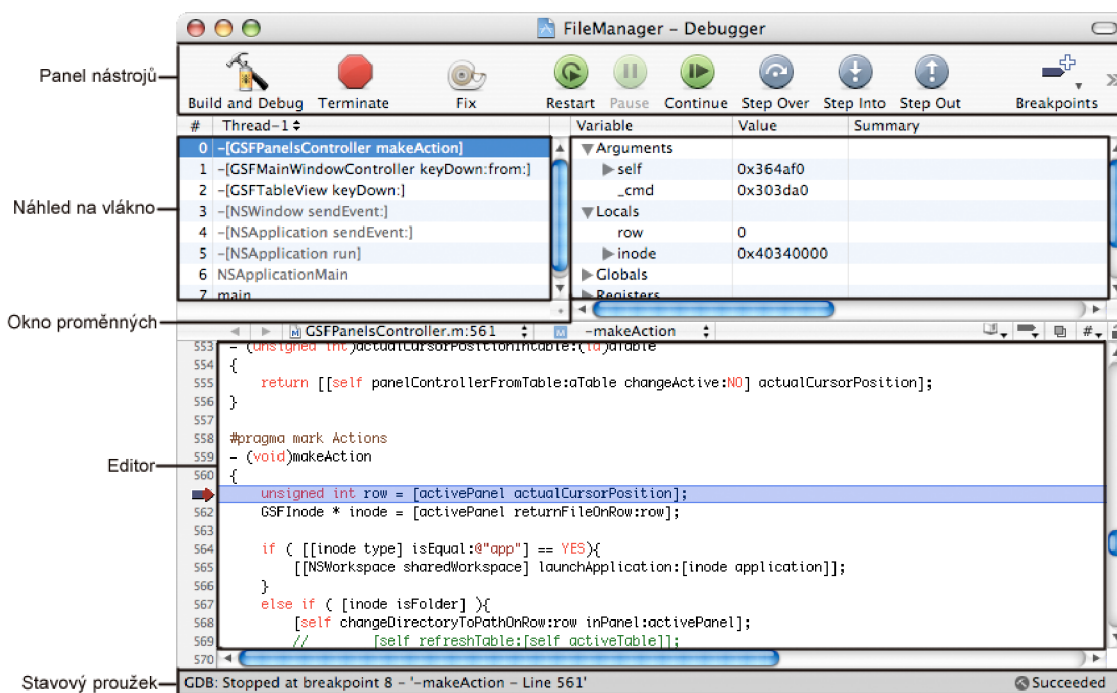 FileManager – Debugger
Panel nástrojů
Build and Debug Terminate Fix Restart Pause Continue Step Over Step Into Step Out Breakpoints
# Thread-1
Variable Value Summary
Náhled na vlákno
0 -[GSFPanelsController makeAction]
1 -[GSFMainWindowController keyDown:from:]
2 -[GSFTableView keyDown:]
3 -[NSWindow sendEvent:]
4 -[NSApplication sendEvent:]
5 -[NSApplication run]
6 NSApplicationMain
7 main
Arguments
self 0x364af0
_cmd 0x303da0
Locals
row 0
inode 0x40340000
Globals
Registers
Okno proměnných
GSFPanelsController.m:561 M -makeAction #
Editor
553 - (unsigned int)actualCursorPositionInTable:(id)aTable
554 {
555 return [[self panelControllerFromTable:aTable changeActive:NO] actualCursorPosition];
556 }
557
558 #pragma mark Actions
559 - (void)makeAction
560 {
unsigned int row = [activePanel actualCursorPosition];
562 GSFInode * inode = [activePanel returnFileOnRow:row];
563
564 if ( [[inode type] isEqual:@"app"] == YES){
565 [[NSWorkspace sharedWorkspace] launchApplication:[inode application]];
566 }
567 else if ( [inode isFolder] ){
568 [self changeDirectoryToPathOnRow:row inPanel:activePanel];
569 // [self refreshTable:[self activeTable]];
570
Stavový proužek
GDB: Stopped at breakpoint 8 – '-makeAction – Line 561' Succeeded